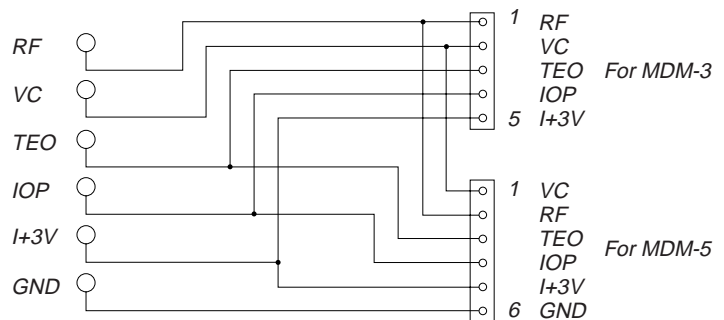 RF
VC
TEO
IOP
I+3V
GND
1 RF
VC
TEO For MDM-3
IOP
5 I+3V
1 VC
RF
TEO
IOP For MDM-5
I+3V
6 GND